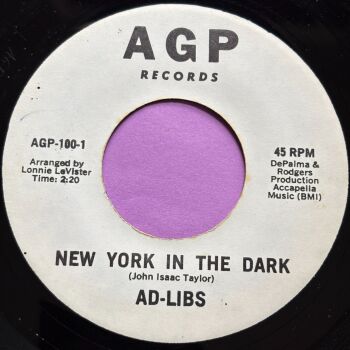 AGP
RECORDS
AGP-100-1
Arranged by
Lonnie LeVister
Time: 2:20
45 RPM
DePalma &
Rodgers
Production
Accapella
Music (BMI)
NEW YORK IN THE DARK
(John Isaac Taylor)
AD-LIBS